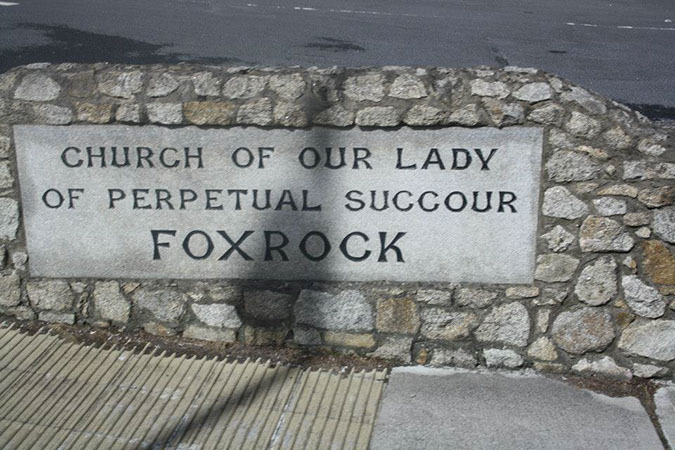 CHURCH OF OUR LADY
OF PERPETUAL SUCCOUR
FOXROCK